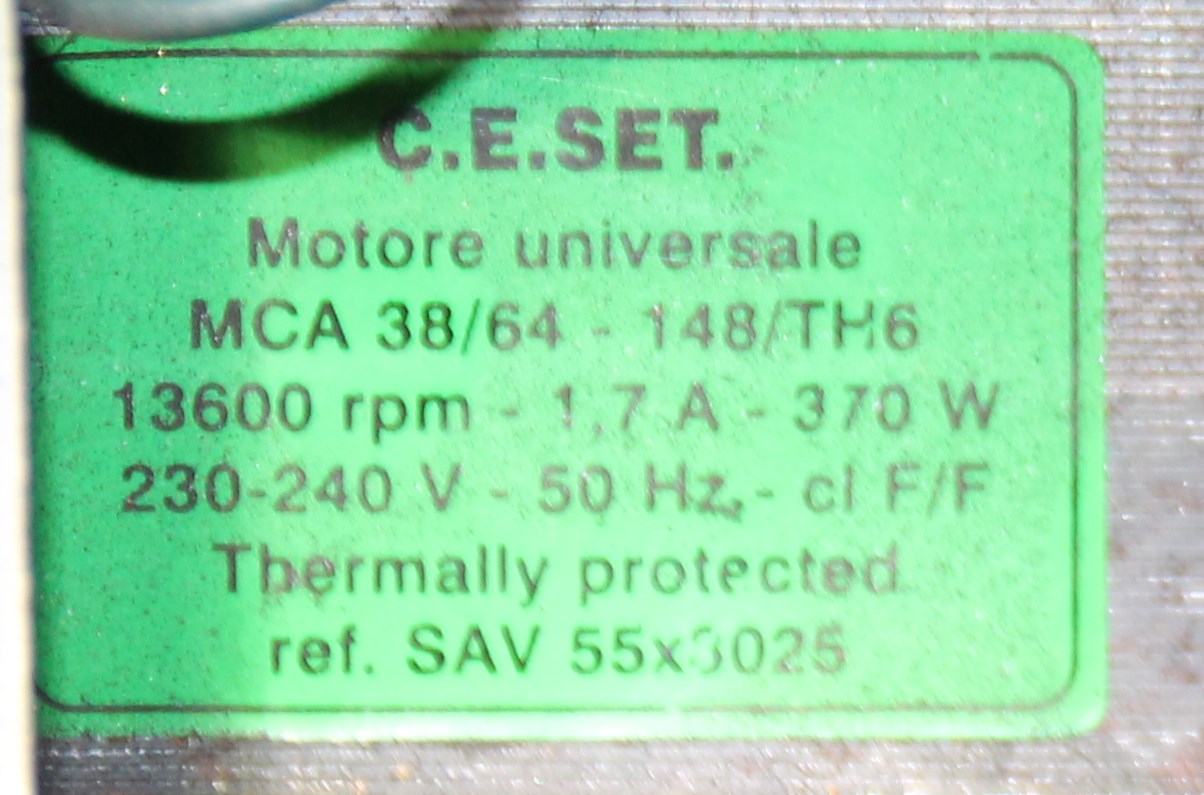 C.E.SET.
Motore universale
MCA 38/64 - 148/TH6
13600 rpm - 1,7 A - 370 W
230-240 V - 50 Hz. - cl F/F
Thermally protected
ref. SAV